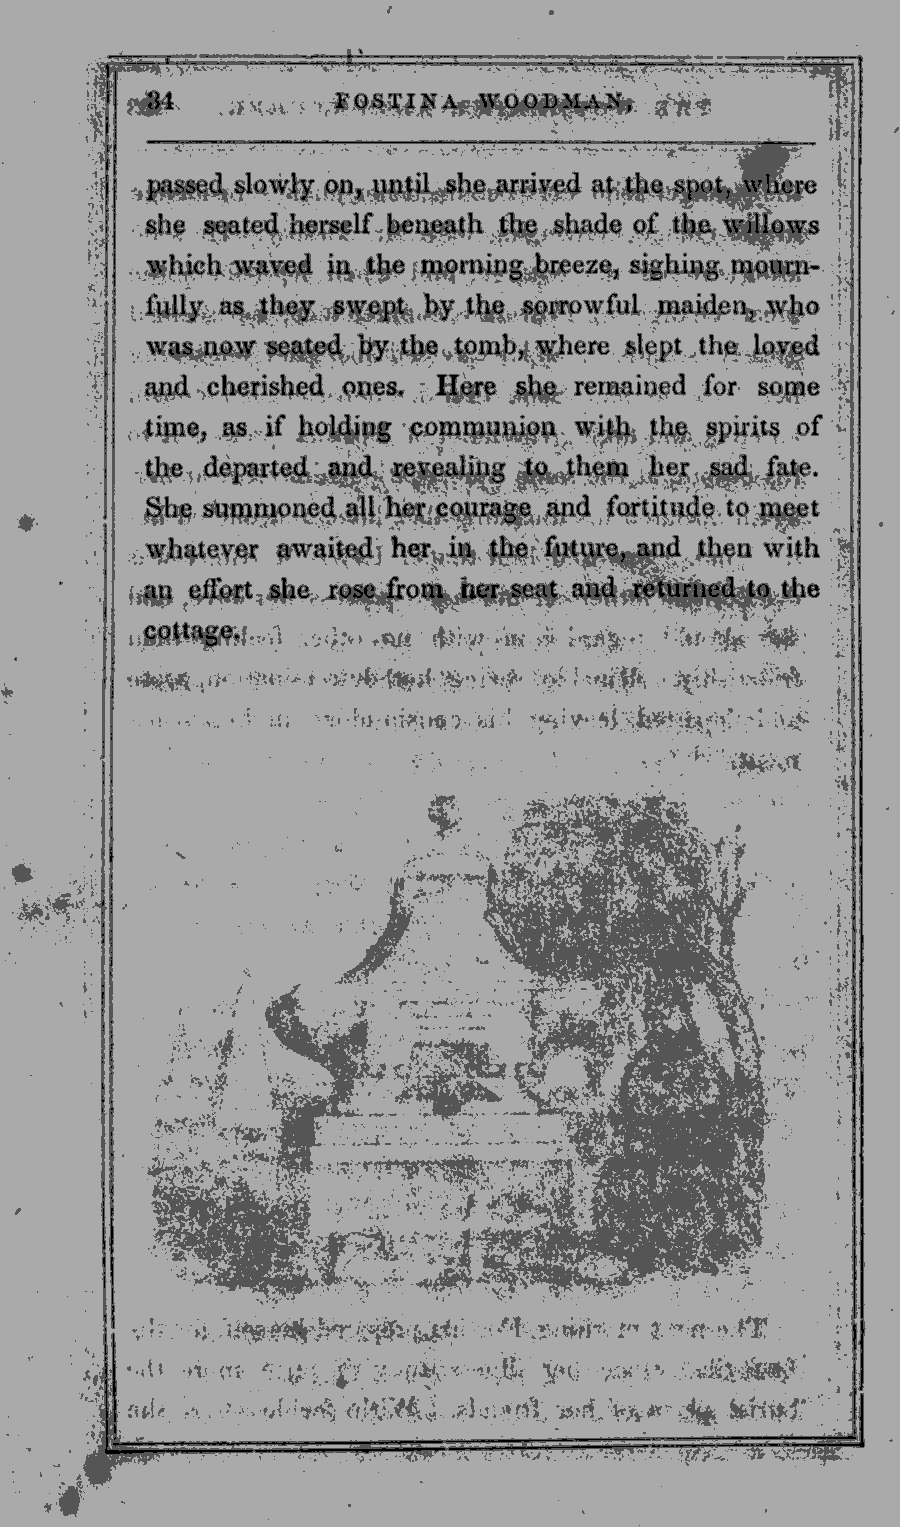 34 FOSTINA WOODMAN,
passed slowly on, until she arrived at the spot, where
she seated herself beneath the shade of the willows
which waved in the morning breeze, sighing mourn-
fully as they swept by the sorrowful maiden, who
was now seated by the tomb, where slept the loved
and cherished ones. Here she remained for some
time, as if holding communion with the spirits of
the departed and revealing to them her sad fate.
She summoned all her courage and fortitude to meet
whatever awaited her in the future, and then with
an effort she rose from her seat and returned to the
cottage.